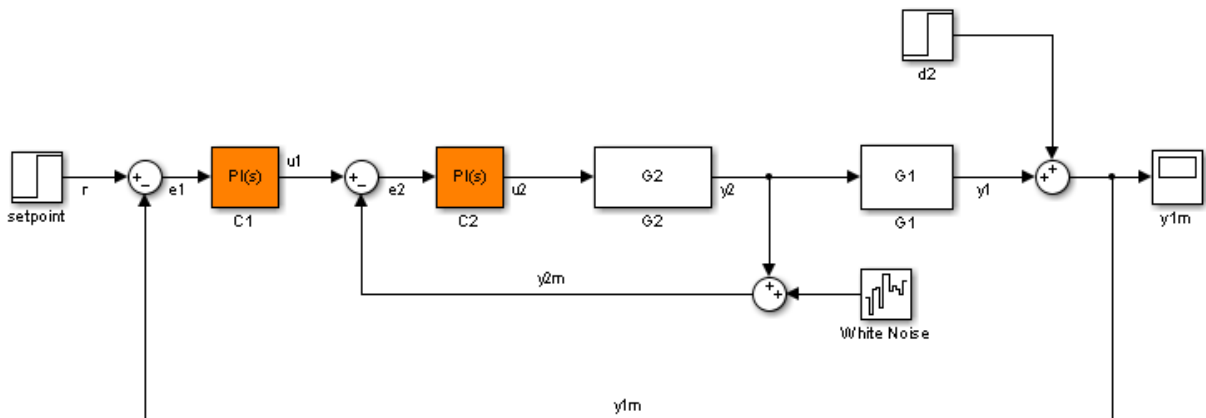 d2
r
setpoint
e1
PI(s)
C1
u1
e2
PI(s)
C2
u2
G2
G2
y2
G1
G1
y1
y1m
y2m
White Noise
y1m